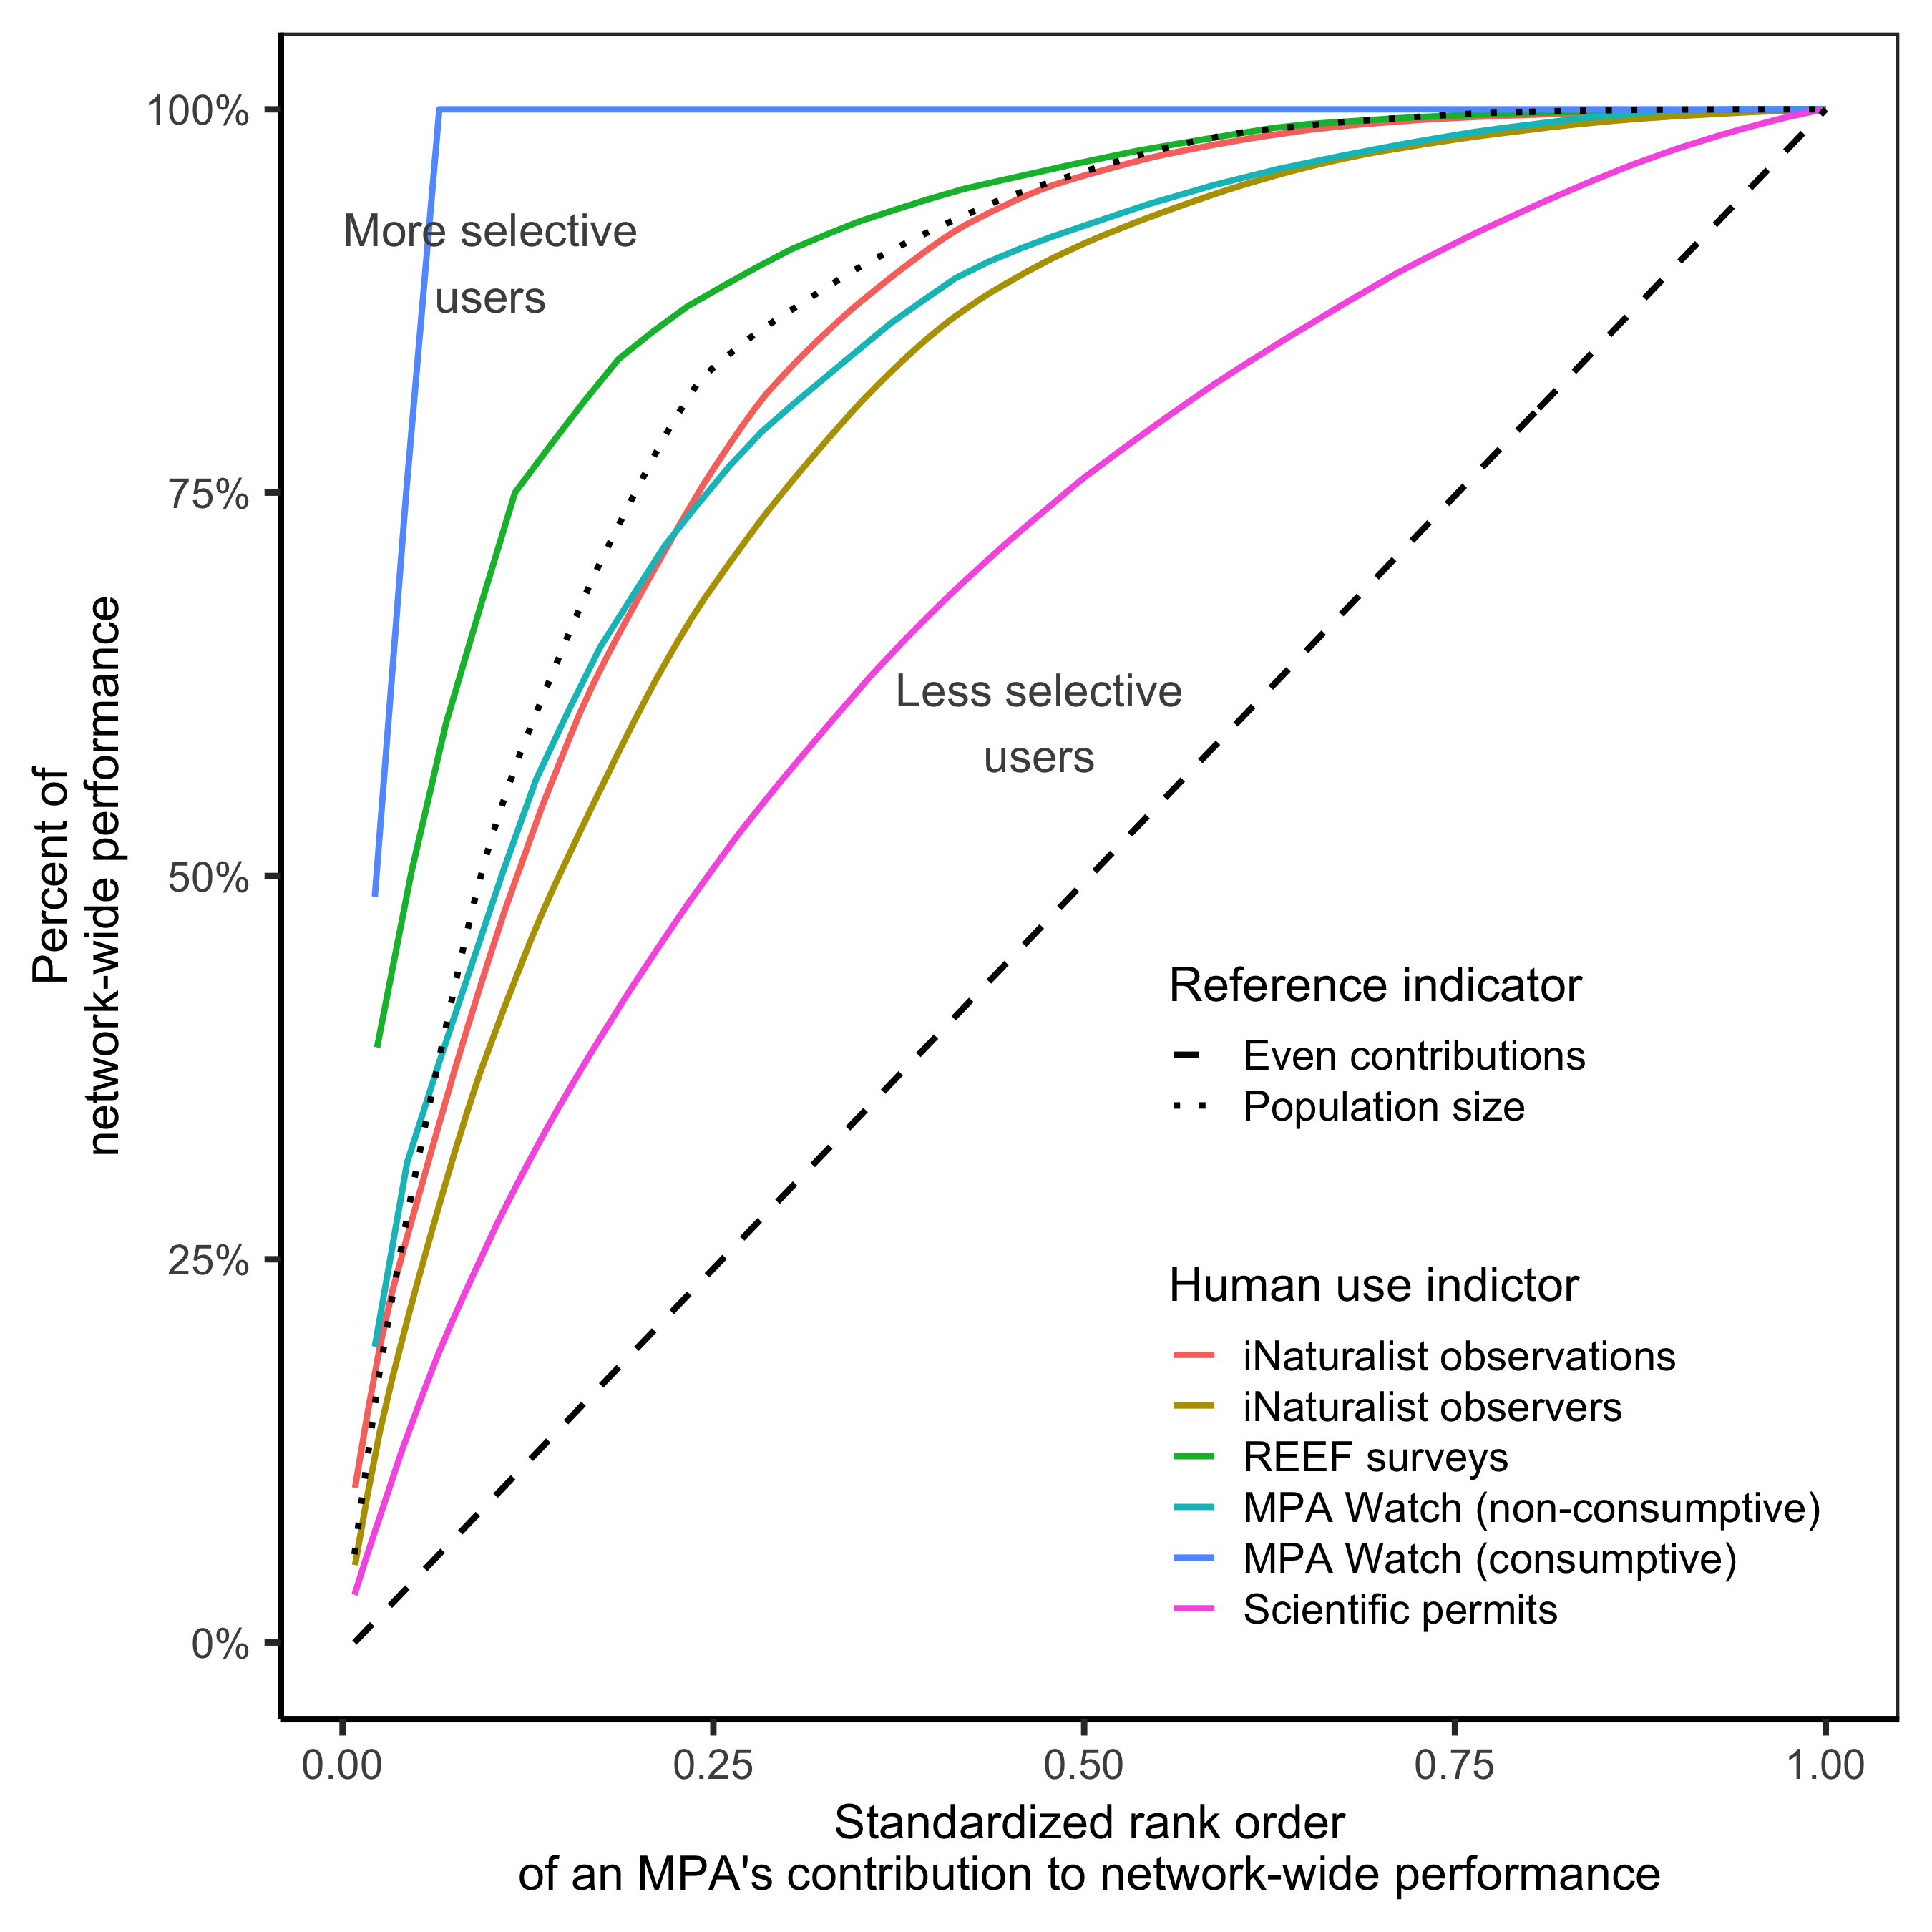 100%
75%
50%
25%
0%
Percent of
network-wide performance
More selective
users
Less selective
users
Reference indicator
Even contributions
Population size
Human use indictor
iNaturalist observations
iNaturalist observers
REEF surveys
MPA Watch (non-consumptive)
MPA Watch (consumptive)
Scientific permits
0.00 0.25 0.50 0.75 1.00
Standardized rank order
of an MPA's contribution to network-wide performance